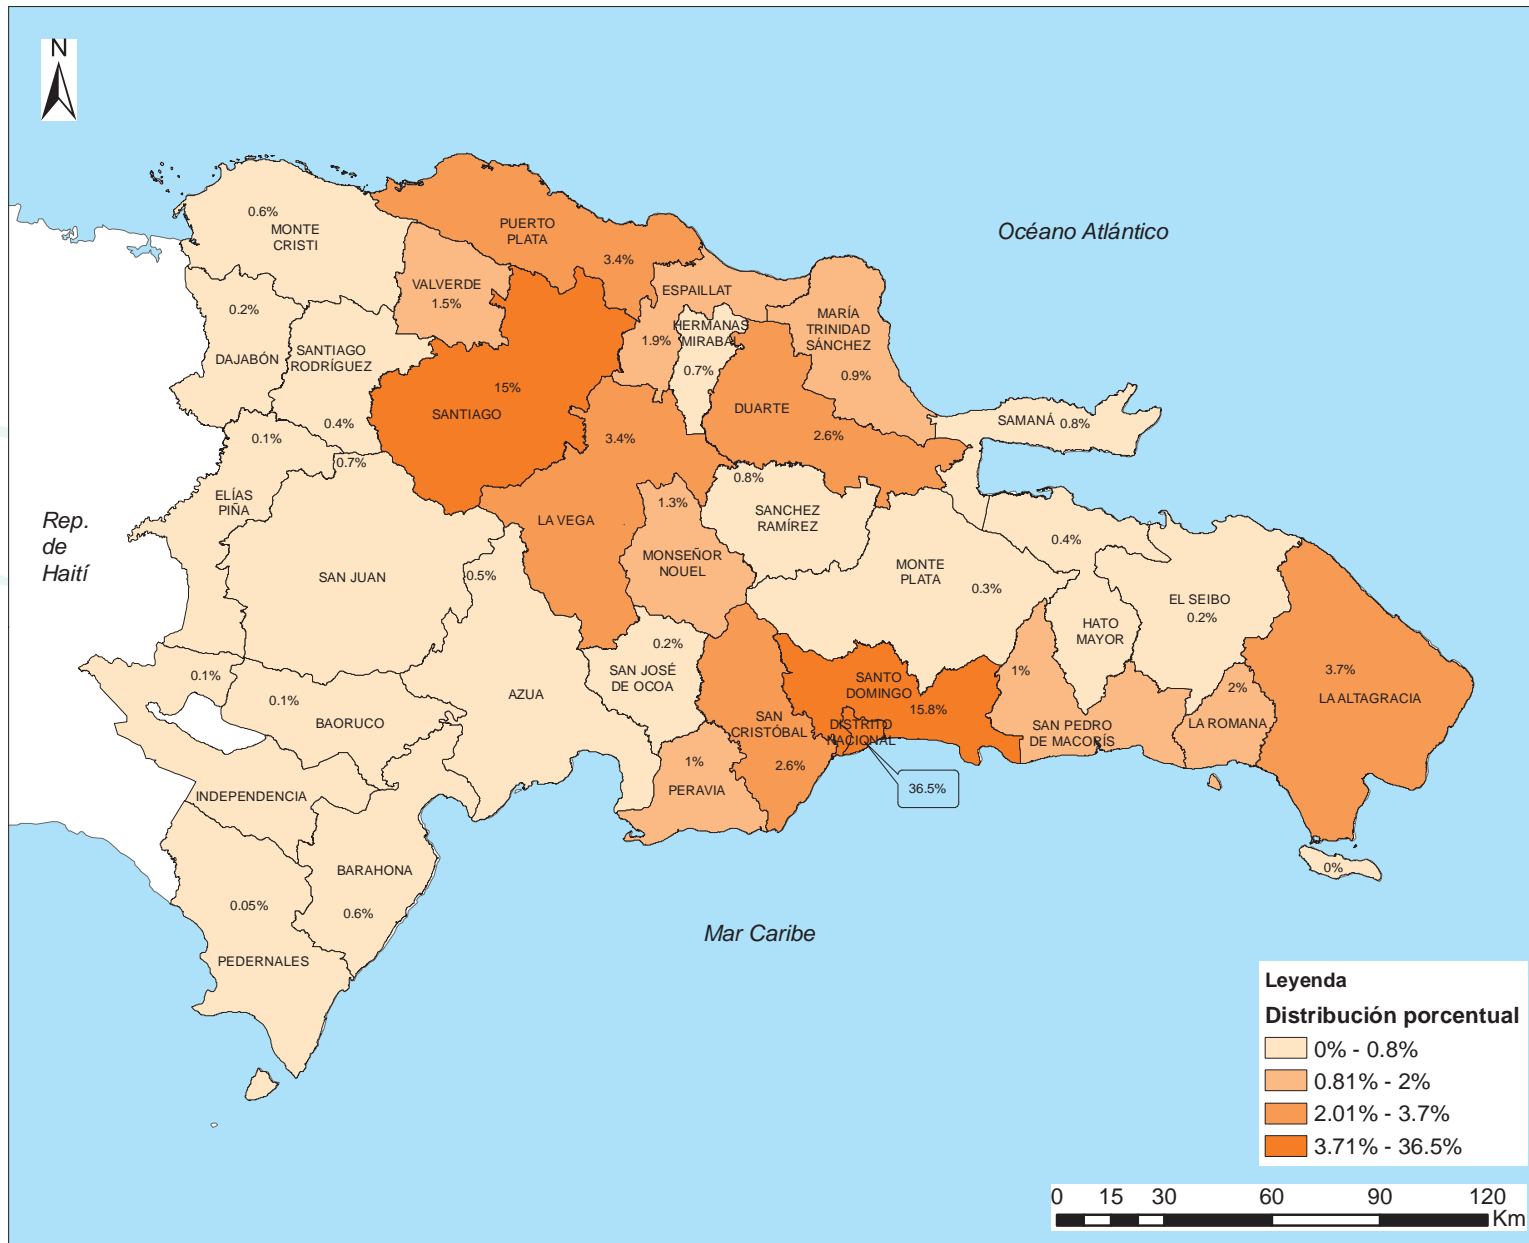 N
Océano Atlántico
0.6%
MONTE
CRISTI
PUERTO
PLATA
3.4%
VALVERDE
1.5%
ESPAILLAT
1.9%
HERMANAS
MIRABAL
0.7%
MARÍA
TRINIDAD
SÁNCHEZ
0.9%
0.2%
DAJABÓN
SANTIAGO
RODRÍGUEZ
0.4%
15%
SANTIAGO
DUARTE
2.6%
SAMANÁ 0.8%
0.1%
ELÍAS
PIÑA
0.7%
SAN JUAN
3.4%
LA VEGA
0.8%
SANCHEZ
RAMÍREZ
1.3%
MONSEÑOR
NOUEL
Rep.
de
Haití
0.5%
AZUA
MONTE
PLATA
0.3%
0.4%
HATO
MAYOR
EL SEIBO
0.2%
0.2%
SAN JOSÉ
DE OCOA
SANTO
DOMINGO
15.8%
DISTRITO
NACIONAL
36.5%
1%
SAN PEDRO
DE MACORÍS
2%
LA ROMANA
3.7%
LA ALTAGRACIA
0.1%
0.1%
BAORUCO
SAN
CRISTÓBAL
2.6%
1%
PERAVIA
INDEPENDENCIA
BARAHONA
0.6%
0.05%
PEDERNALES
0%
Mar Caribe
Leyenda
Distribución porcentual
0% - 0.8%
0.81% - 2%
2.01% - 3.7%
3.71% - 36.5%
0 15 30 60 90 120
Km